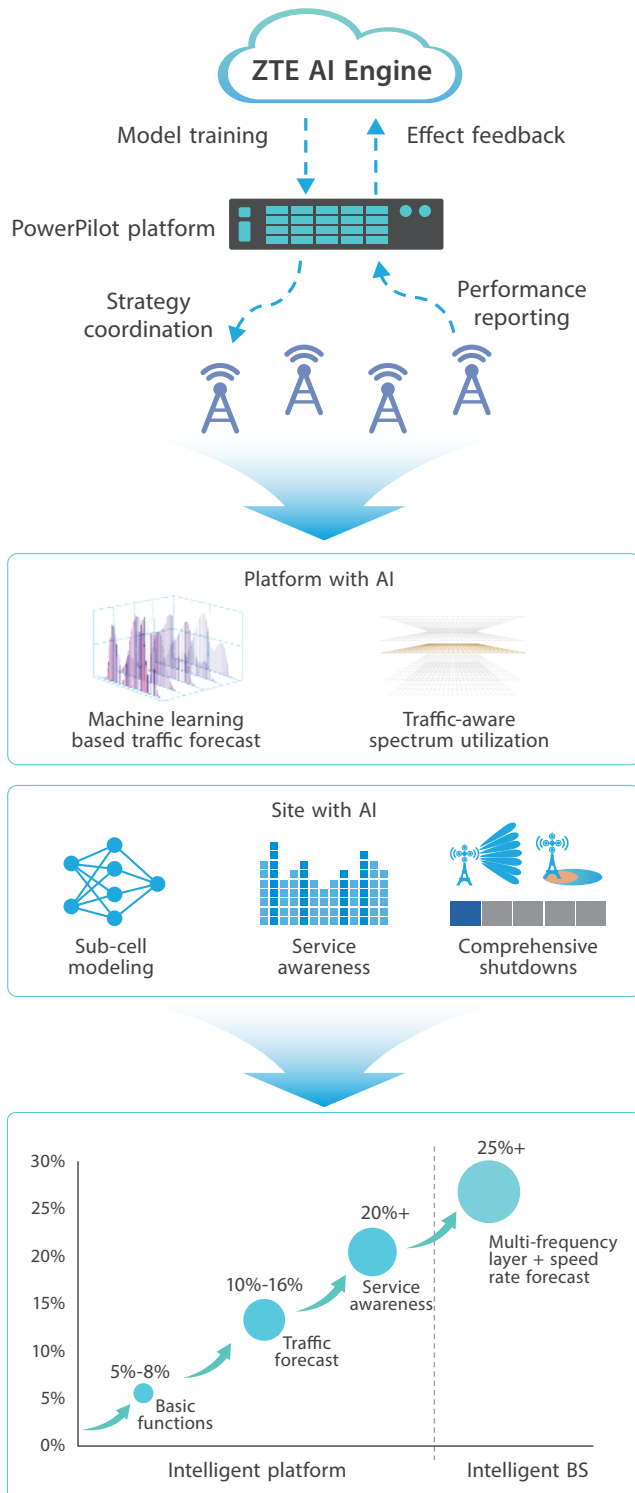 ZTE AI Engine
Model training
Effect feedback
PowerPilot platform
Strategy
coordination
Performance
reporting
Platform with AI
Machine learning
based traffic forecast
Traffic-aware
spectrum utilization
Site with AI
Sub-cell
modeling
Service
awareness
Comprehensive
shutdowns
30%
25%
20%
15%
10%
5%
0%
5%-8%
Basic
functions
10%-16%
Traffic
forecast
20%+
Service
awareness
25%+
Multi-frequency
layer + speed
rate forecast
Intelligent platform
Intelligent BS